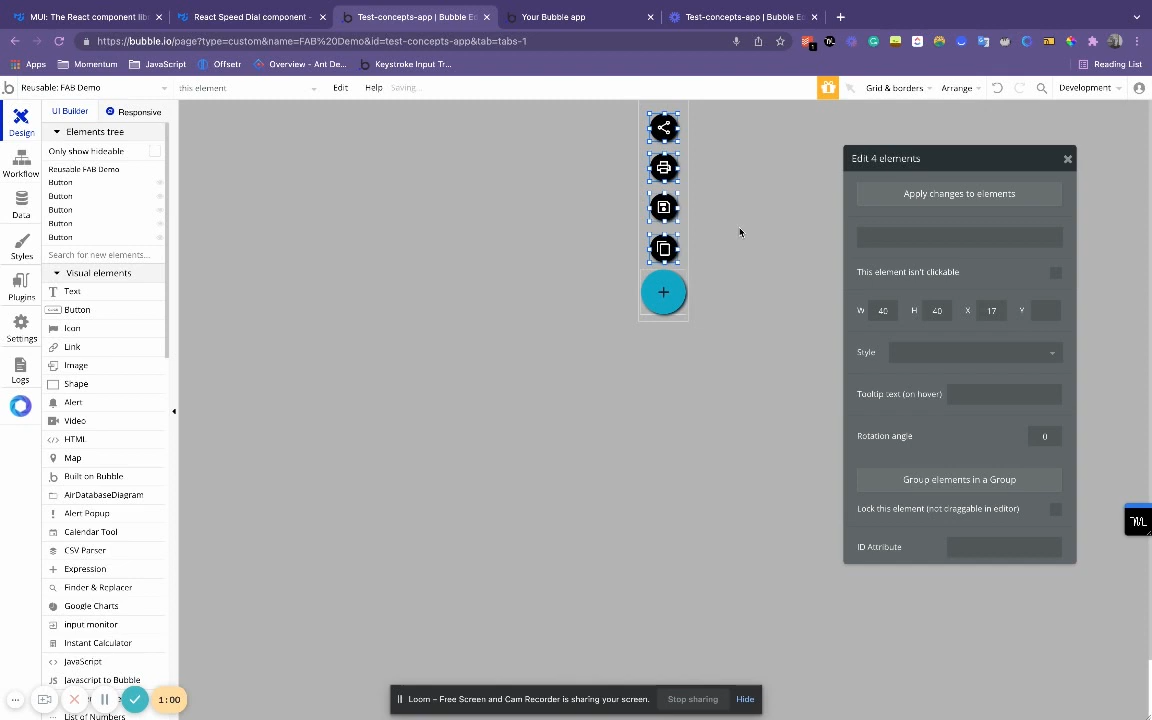 MUI: The React component libr
React Speed Dial component -
Test-concepts-app | Bubble Ed
Your Bubble app
Test-concepts-app | Bubble Ed
https://bubble.io/page?type=custom&name=FAB%20Demo&id=test-concepts-app&tab=tabs-1
Apps
Momentum
JavaScript
Offsetr
Overview - Ant De...
Keystroke Input Tr...
Reading List
Reusable: FAB Demo
this element
Edit
Help
Saving...
Grid & borders
Arrange
Development
Design
Workflow
Data
Styles
Plugins
Settings
Logs
UI Builder
Responsive
Elements tree
Only show hideable
Reusable FAB Demo
Button
Button
Button
Button
Button
Search for new elements...
Visual elements
Text
Button
Icon
Link
Image
Shape
Alert
Video
HTML
Map
Built on Bubble
AirDatabaseDiagram
Alert Popup
Calendar Tool
CSV Parser
Expression
Finder & Replacer
Google Charts
input monitor
Instant Calculator
JavaScript
Javascript to Bubble
List of Numbers
Edit 4 elements
Apply changes to elements
This element isn't clickable
W 40 H 40 X 17 Y
Style
Tooltip text (on hover)
Rotation angle 0
Group elements in a Group
Lock this element (not draggable in editor)
ID Attribute
1:00
Loom – Free Screen and Cam Recorder is sharing your screen.
Stop sharing
Hide